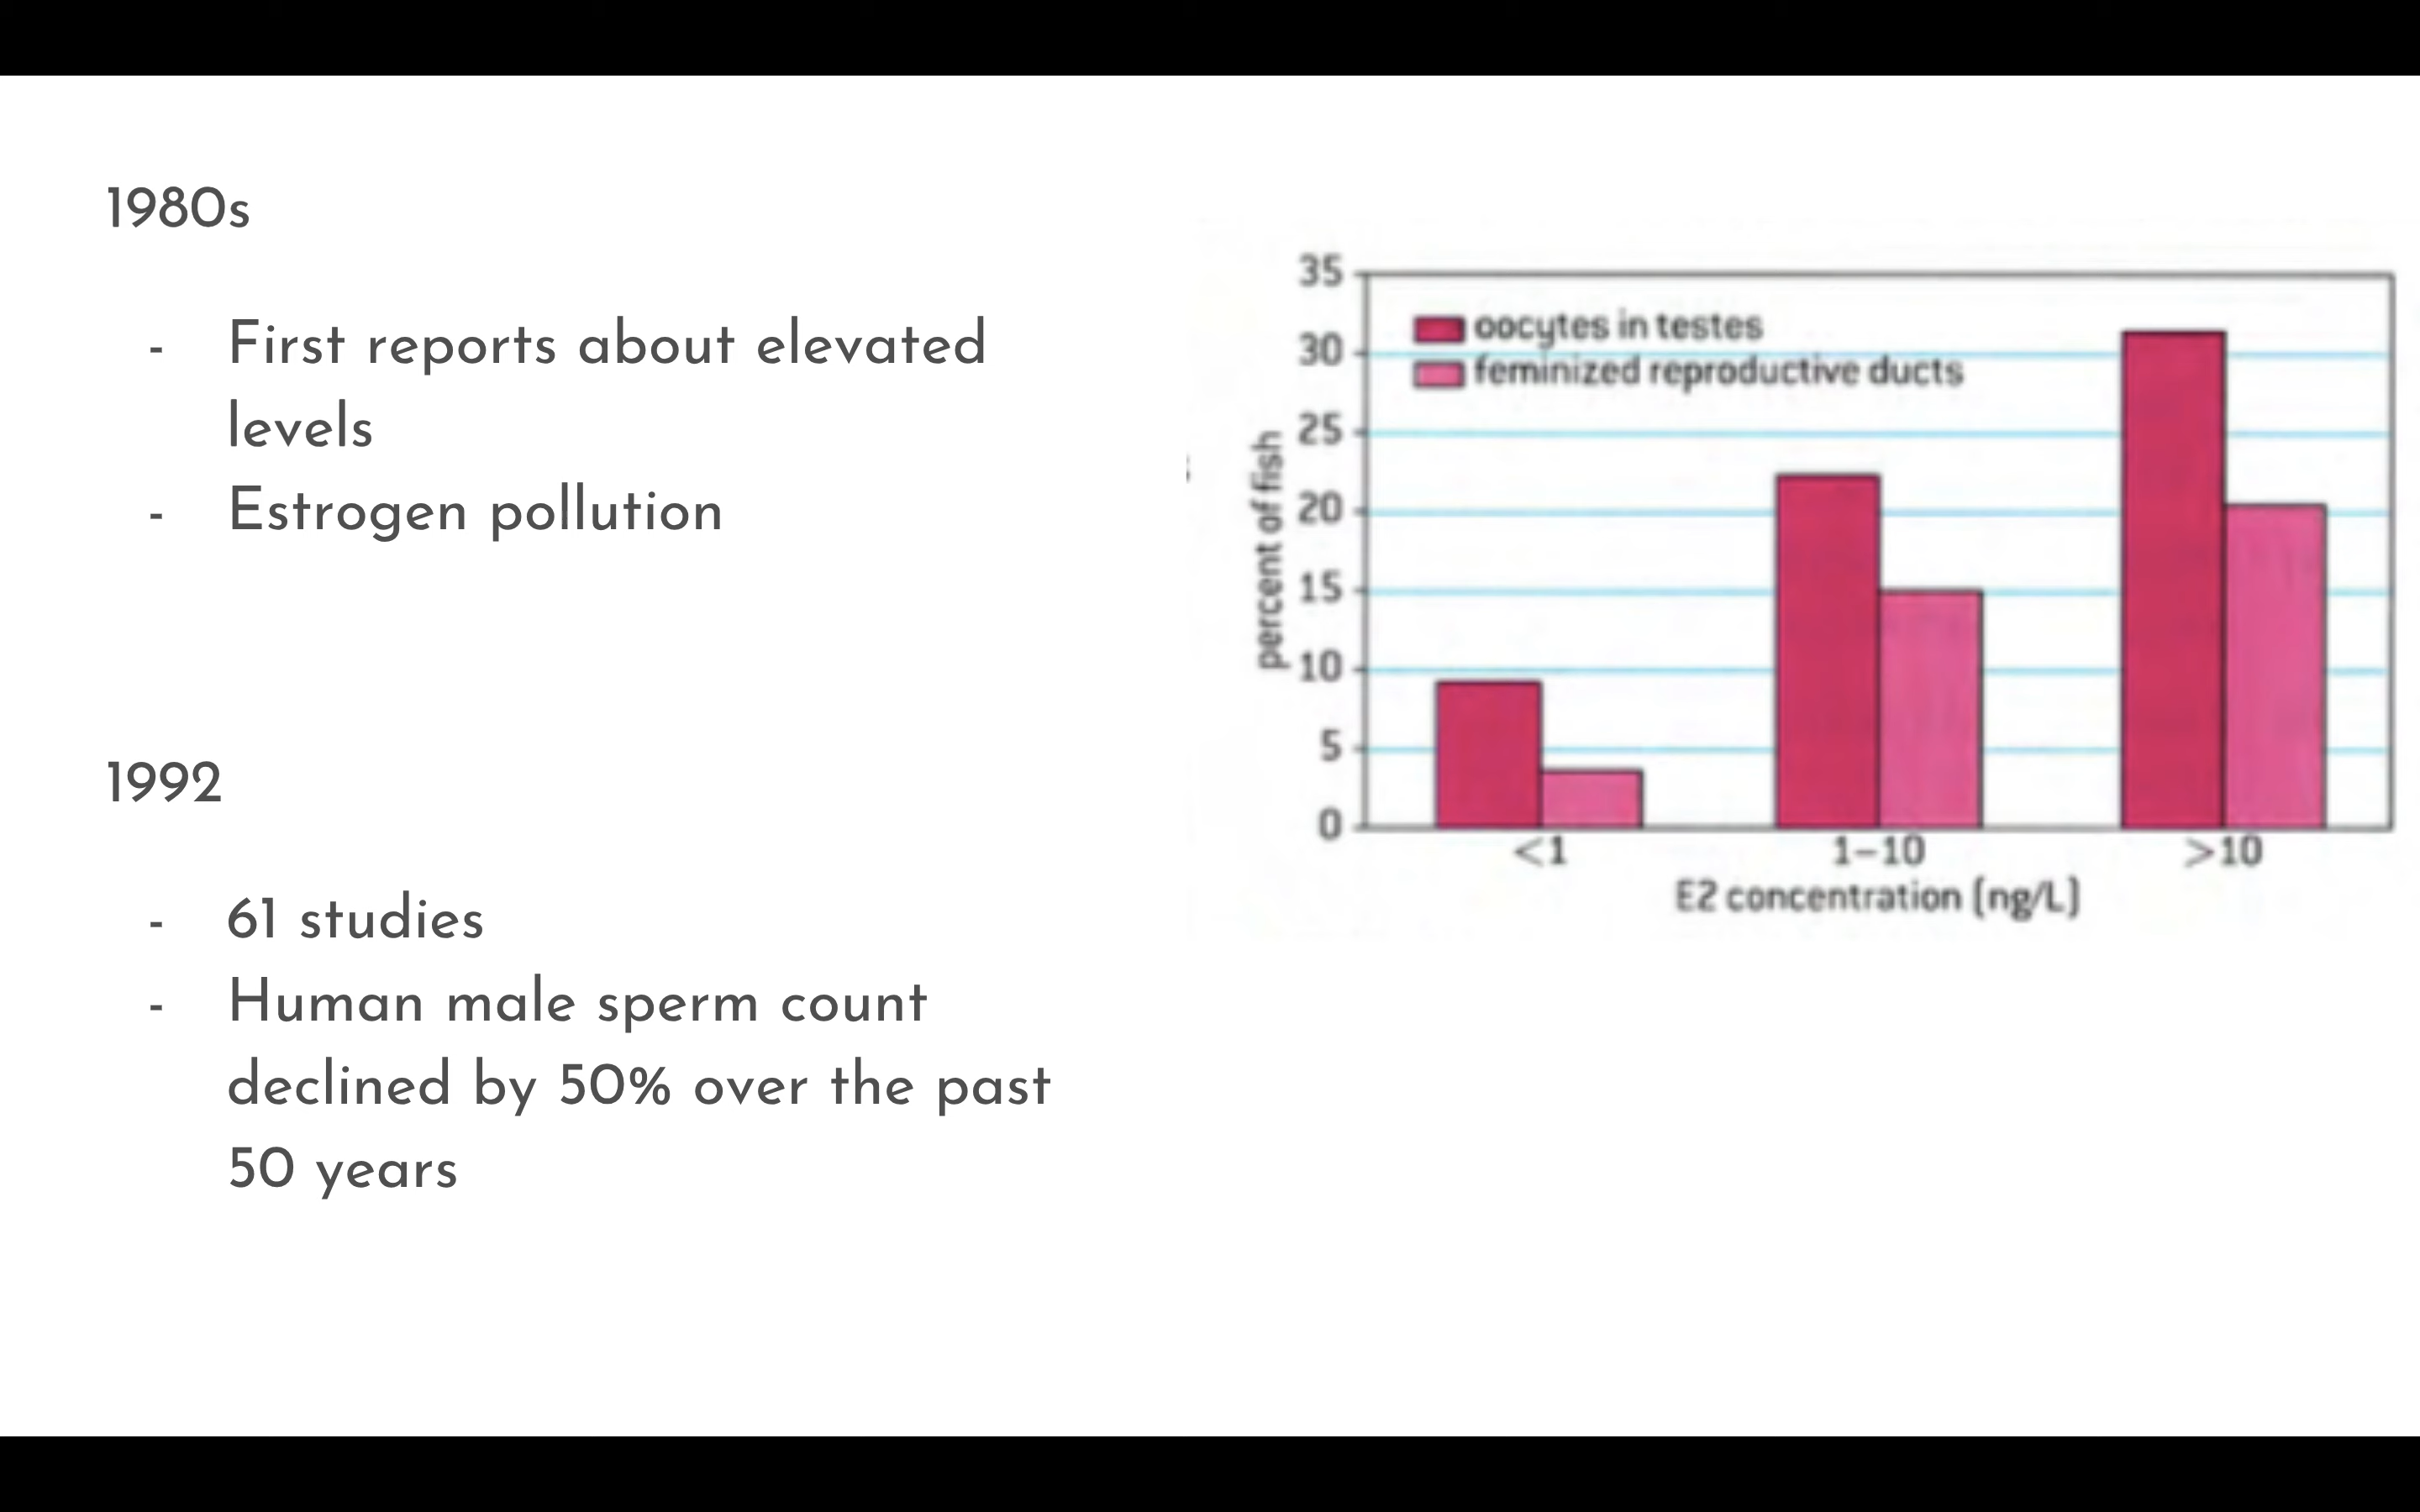 1980s
- First reports about elevated
levels
- Estrogen pollution
1992
- 61 studies
- Human male sperm count
declined by 50% over the past
50 years
35
30
25
20
15
10
5
0
percent of fish
oocytes in testes
feminized reproductive ducts
<1 1–10 >10
E2 concentration (ng/L)